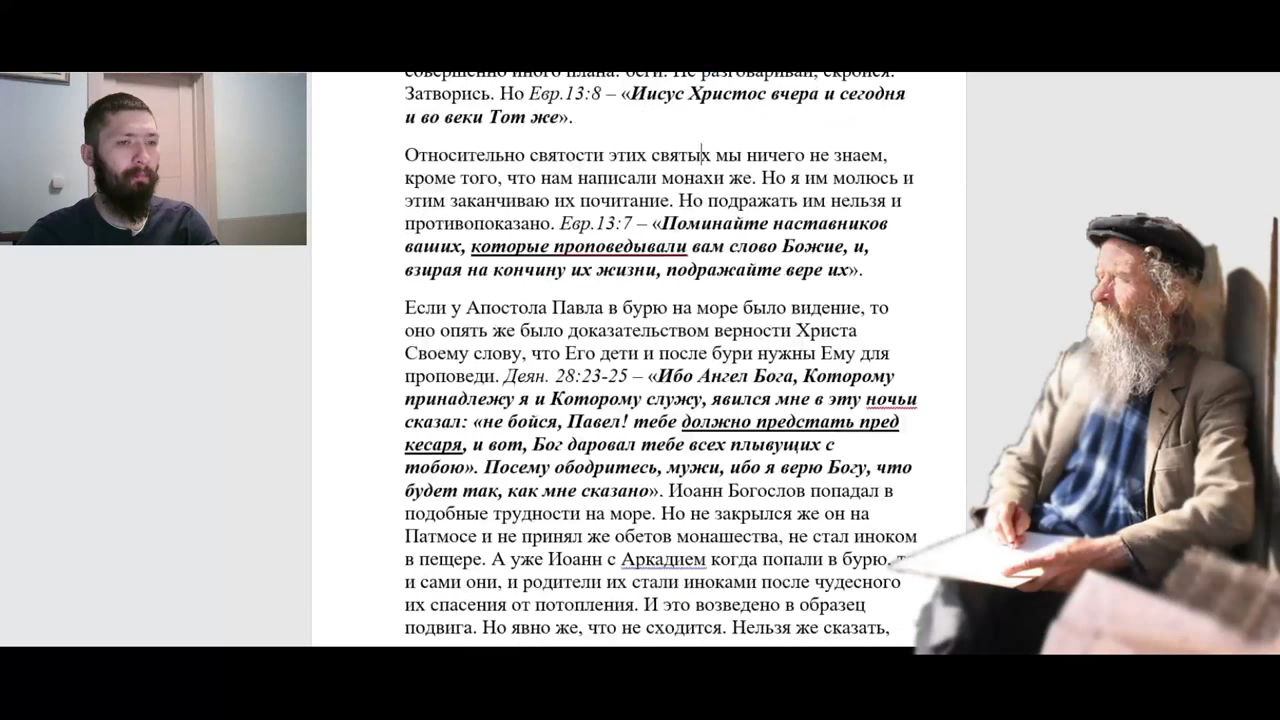 совершенно иного плана: беги. Не разговаривай, скройся.
Затворись. Но Евр.13:8 – «Иисус Христос вчера и сегодня
и во веки Тот же».
Относительно святости этих святых мы ничего не знаем,
кроме того, что нам написали монахи же. Но я им молюсь и
этим заканчиваю их почитание. Но подражать им нельзя и
противопоказано. Евр.13:7 – «Поминайте наставников
ваших, которые проповедывали вам слово Божие, и,
взирая на кончину их жизни, подражайте вере их».
Если у Апостола Павла в бурю на море было видение, то
оно опять же было доказательством верности Христа
Своему слову, что Его дети и после бури нужны Ему для
проповеди. Деян. 28:23-25 – «Ибо Ангел Бога, Которому
принадлежу я и Которому служу, явился мне в эту ночьи
сказал: «не бойся, Павел! тебе должно предстать пред
кесаря, и вот, Бог даровал тебе всех плывущих с
тобою». Посему ободритесь, мужи, ибо я верю Богу, что
будет так, как мне сказано». Иоанн Богослов попадал в
подобные трудности на море. Но не закрылся же он на
Патмосе и не принял же обетов монашества, не стал иноком
в пещере. А уже Иоанн с Аркадием когда попали в бурю,
и сами они, и родители их стали иноками после чудесного
их спасения от потопления. И это возведено в образец
подвига. Но явно же, что не сходится. Нельзя же сказать,